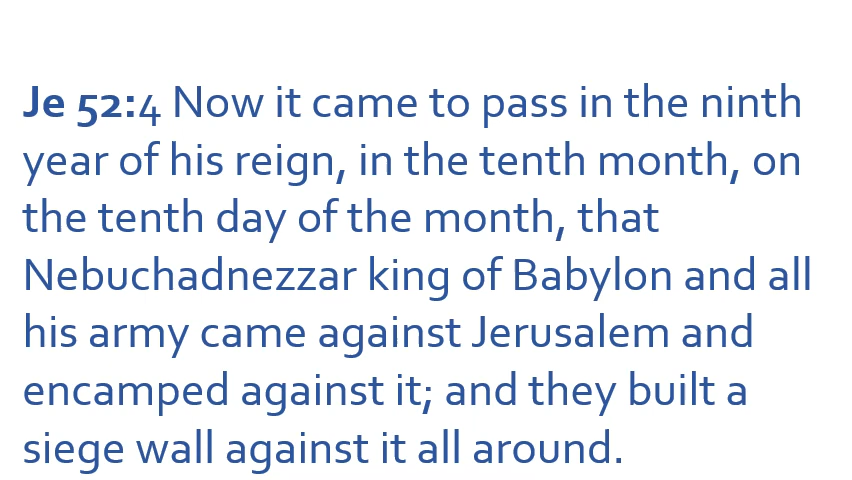 Je 52:4 Now it came to pass in the ninth
year of his reign, in the tenth month, on
the tenth day of the month, that
Nebuchadnezzar king of Babylon and all
his army came against Jerusalem and
encamped against it; and they built a
siege wall against it all around.